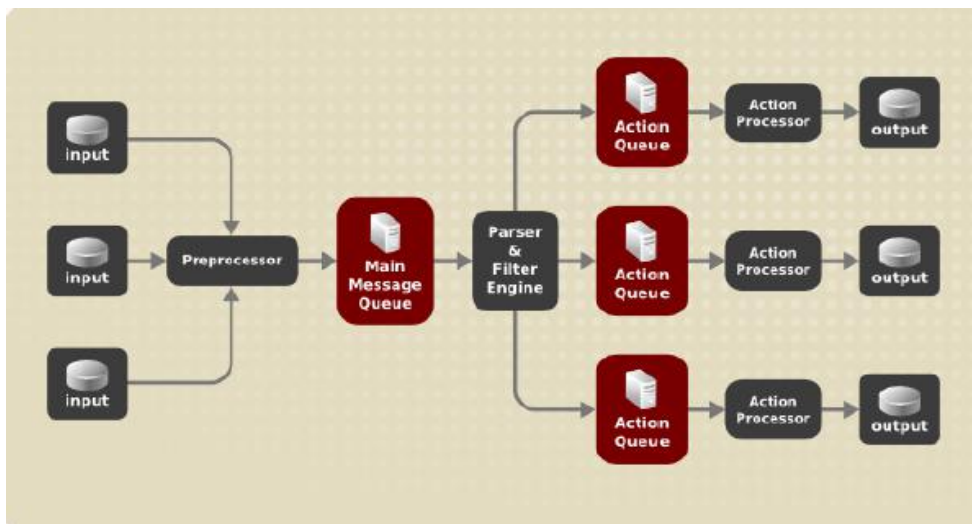 input
input
input
Preprocessor
Main
Message
Queue
Parser
&
Filter
Engine
Action
Queue
Action
Processor
output
Action
Queue
Action
Processor
output
Action
Queue
Action
Processor
output